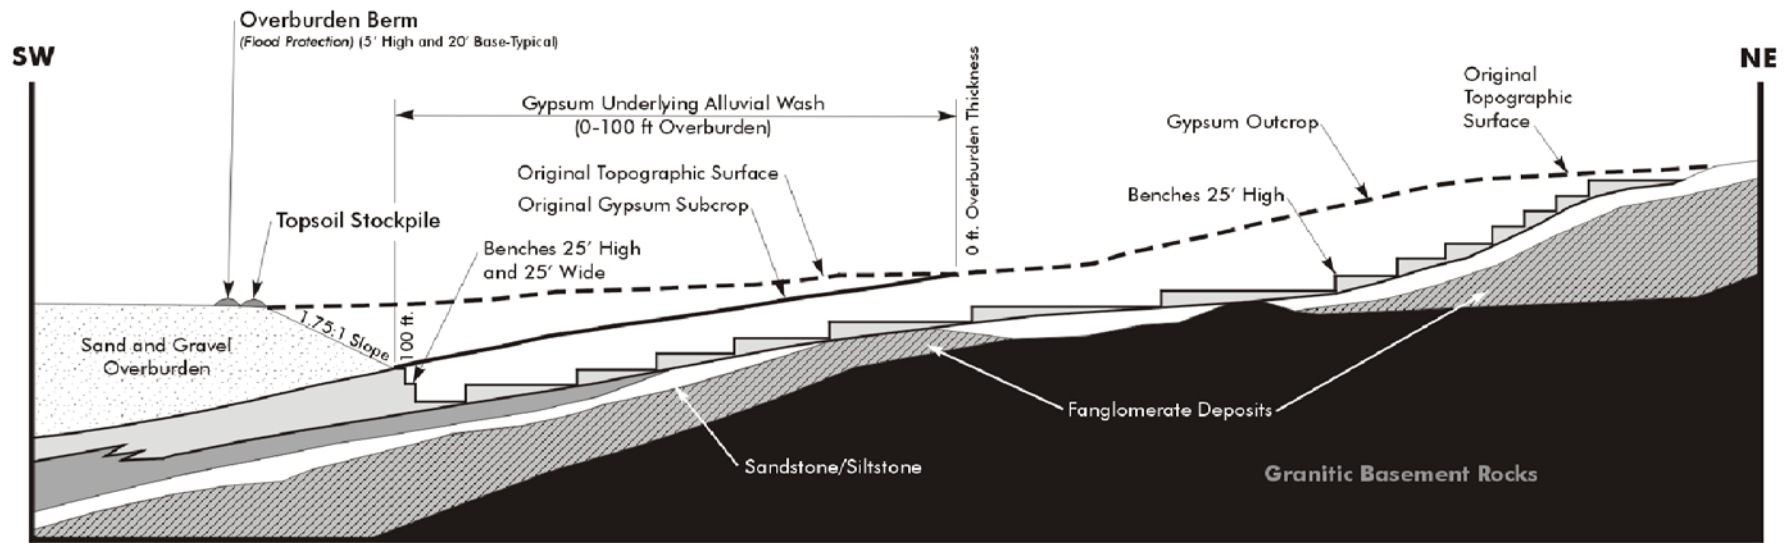 Overburden Berm
(Flood Protection) (5' High and 20' Base-Typical)
SW
NE
Gypsum Underlying Alluvial Wash
(0-100 ft Overburden)
0 ft. Overburden Thickness
Original
Topographic
Surface
Gypsum Outcrop
Original Topographic Surface
Original Gypsum Subcrop
Benches 25' High
Topsoil Stockpile
Benches 25' High
and 25' Wide
1.75:1 Slope
100 ft.
Sand and Gravel
Overburden
Fanglomerate Deposits
Sandstone/Siltstone
Granitic Basement Rocks